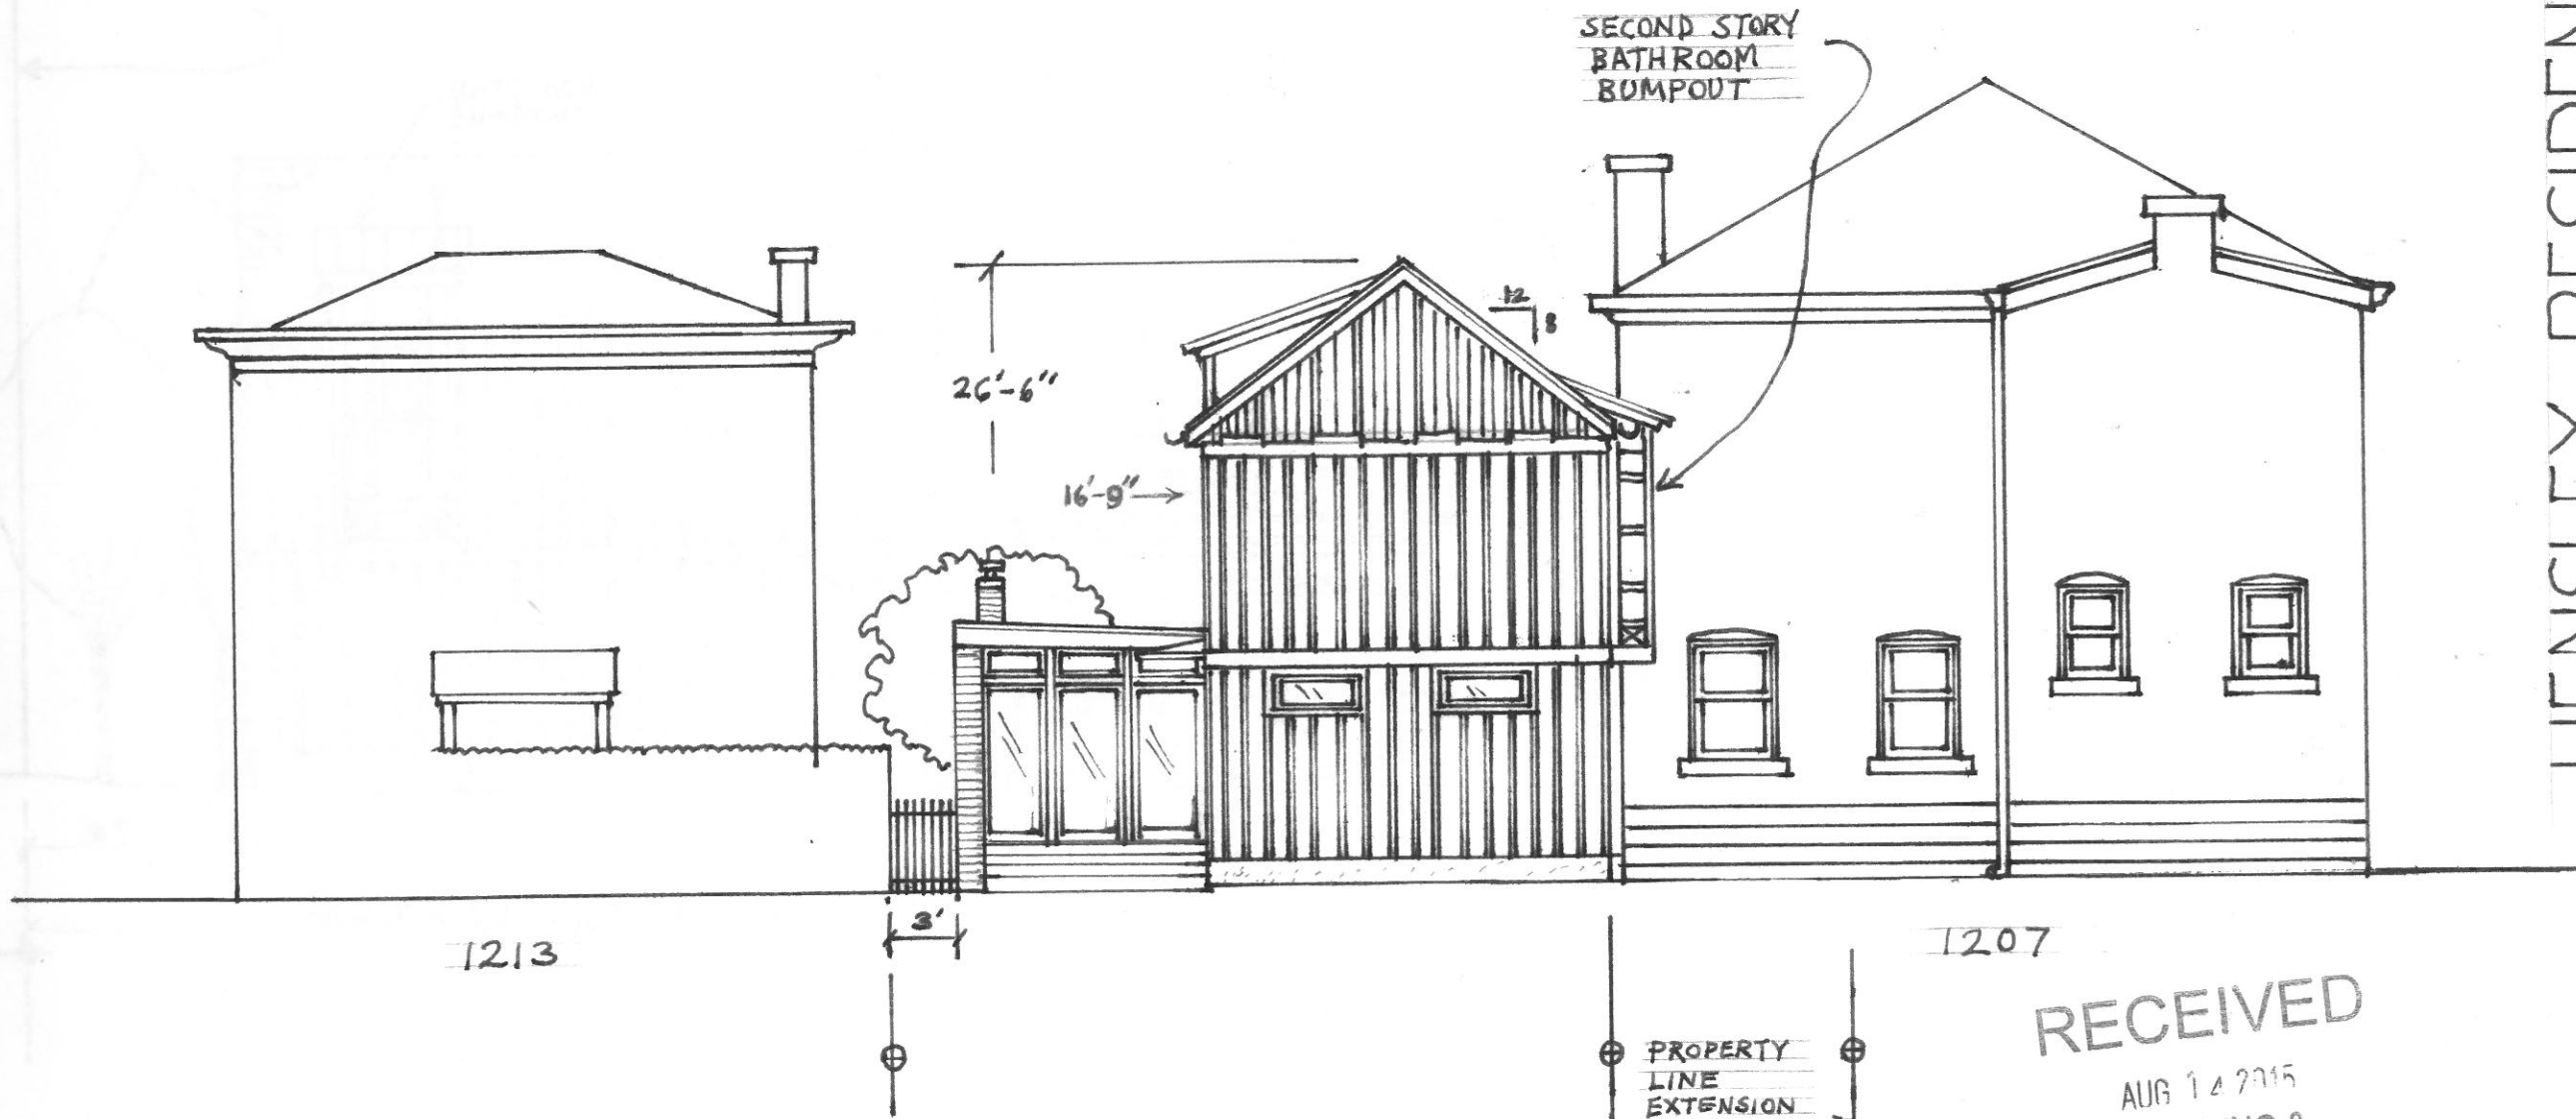 SECOND STORY
BATHROOM
BUMPOUT
12
8
26'-6"
16'-9"
3'
1213
1207
PROPERTY
LINE
EXTENSION
RECEIVED
AUG 14 2015